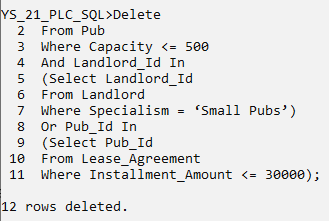 YS_21_PLC_SQL>Delete
2 From Pub
3 Where Capacity <= 500
4 And Landlord_Id In
5 (Select Landlord_Id
6 From Landlord
7 Where Specialism = ‘Small Pubs’)
8 Or Pub_Id In
9 (Select Pub_Id
10 From Lease_Agreement
11 Where Installment_Amount <= 30000);
12 rows deleted.